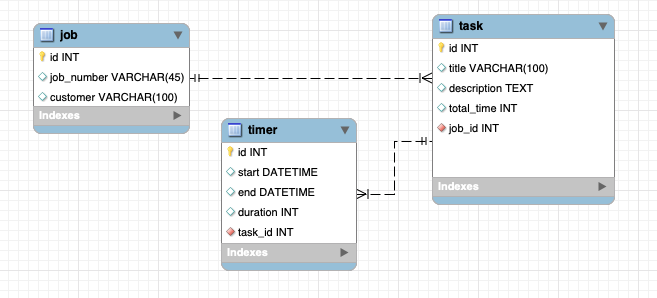 job
id INT
job_number VARCHAR(45)
customer VARCHAR(100)
Indexes
task
id INT
title VARCHAR(100)
description TEXT
total_time INT
job_id INT
Indexes
timer
id INT
start DATETIME
end DATETIME
duration INT
task_id INT
Indexes